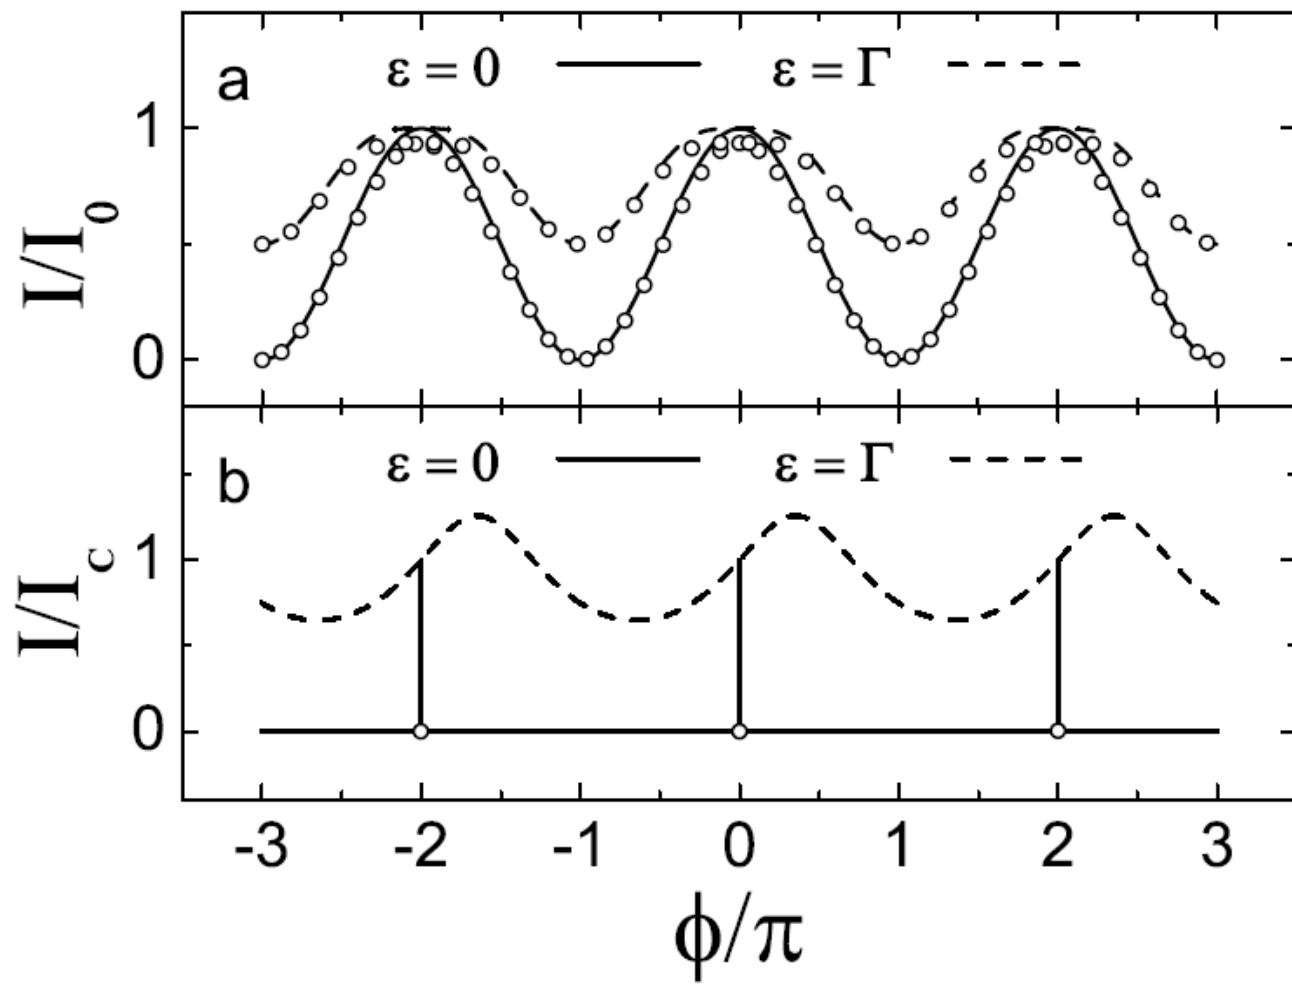 a
ε = 0
ε = Γ
1
0
I/I0
b
ε = 0
ε = Γ
1
0
I/Ic
-3 -2 -1 0 1 2 3
ϕ/π